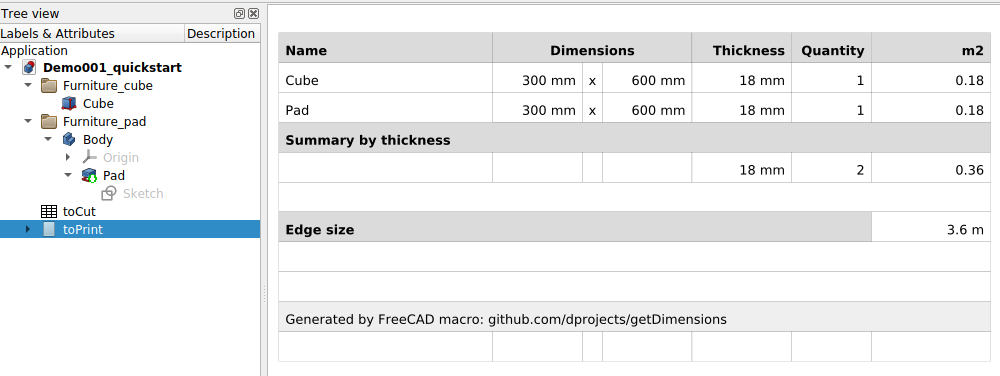 Tree view
Labels & Attributes Description
Application
Demo001_quickstart
Furniture_cube
Cube
Furniture_pad
Body
Origin
Pad
Sketch
toCut
toPrint
Name Dimensions Thickness Quantity m2
Cube 300 mm x 600 mm 18 mm 1 0.18
Pad 300 mm x 600 mm 18 mm 1 0.18
Summary by thickness
18 mm 2 0.36
Edge size 3.6 m
Generated by FreeCAD macro: github.com/dprojects/getDimensions